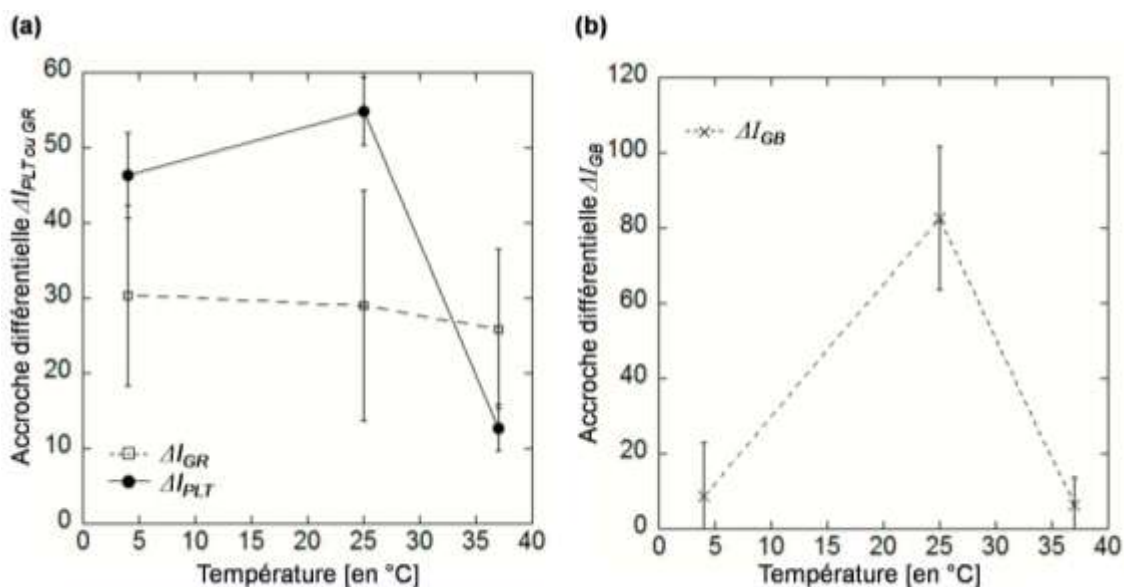 (a)
Accroche différentielle ΔI_PLT ou GR
60
50
40
30
20
10
0
ΔI_GR
ΔI_PLT
0 5 10 15 20 25 30 35 40
Température [en °C]
(b)
Accroche différentielle ΔI_GB
120
100
80
60
40
20
0
ΔI_GB
0 5 10 15 20 25 30 35 40
Température [en °C]